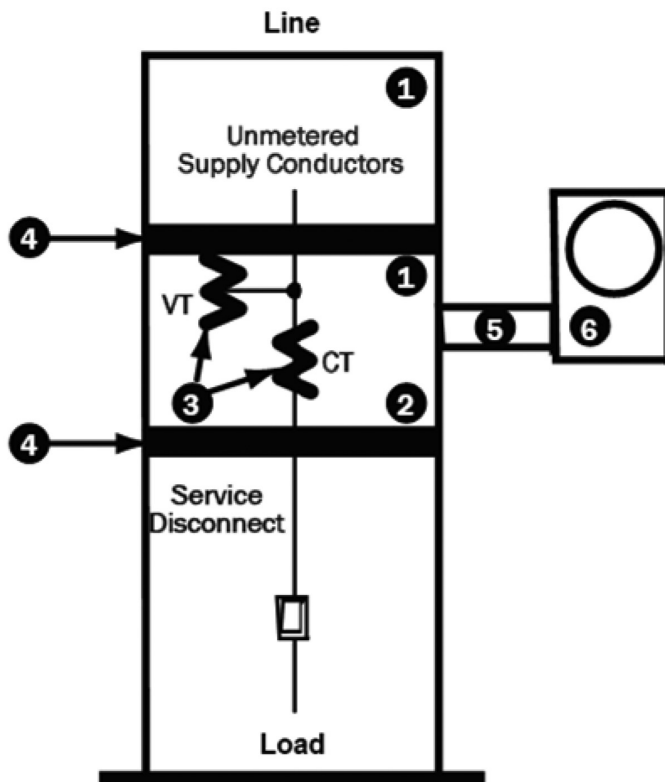 Line
1
Unmetered
Supply Conductors
4
1
VT
5
6
CT
3
2
4
Service
Disconnect
Load